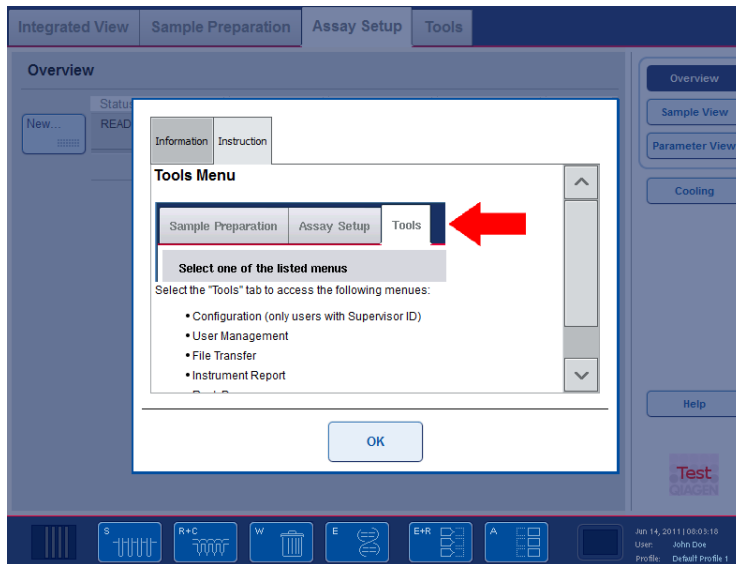 Integrated View Sample Preparation Assay Setup Tools
Overview
Status
New...
READ
Information Instruction
Tools Menu
Sample Preparation Assay Setup Tools
Select one of the listed menus
Select the "Tools" tab to access the following menues:
• Configuration (only users with Supervisor ID)
• User Management
• File Transfer
• Instrument Report
OK
Overview
Sample View
Parameter View
Cooling
Help
Test
QIAGEN
S R+C W E E+R A
Jun 14, 2011 | 08:03:18
User: John Doe
Profile: Default Profile 1